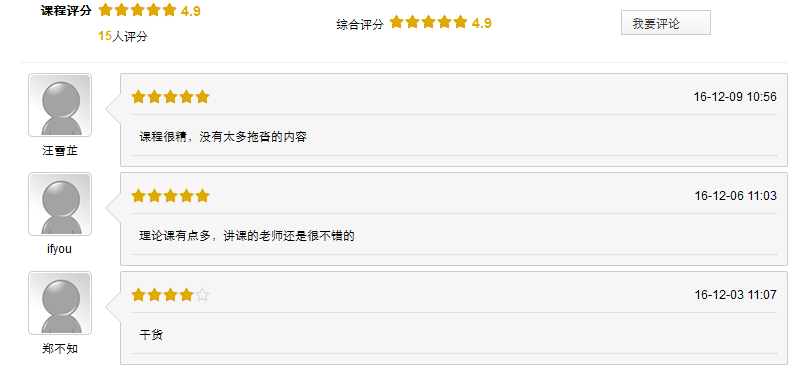 课程评分 4.9
15人评分
综合评分 4.9
我要评论
16-12-09 10:56
课程很精，没有太多拖沓的内容
汪雪芷
16-12-06 11:03
理论课有点多，讲课的老师还是很不错的
ifyou
16-12-03 11:07
干货
郑不知